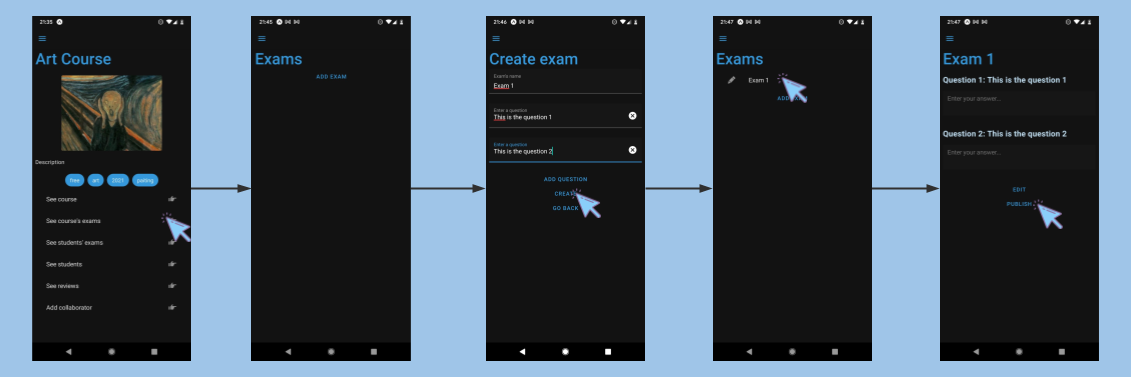 21:35
Art Course
Description
free art 2021 paiting
See course
See course's exams
See students' exams
See students
See reviews
Add collaborator
21:45
Exams
ADD EXAM
21:46
Create exam
Exam's name
Exam 1
Enter a question
This is the question 1
Enter a question
This is the question 2
ADD QUESTION
CREATE
GO BACK
21:47
Exams
Exam 1
ADD
21:47
Exam 1
Question 1: This is the question 1
Enter your answer...
Question 2: This is the question 2
Enter your answer...
EDIT
PUBLISH